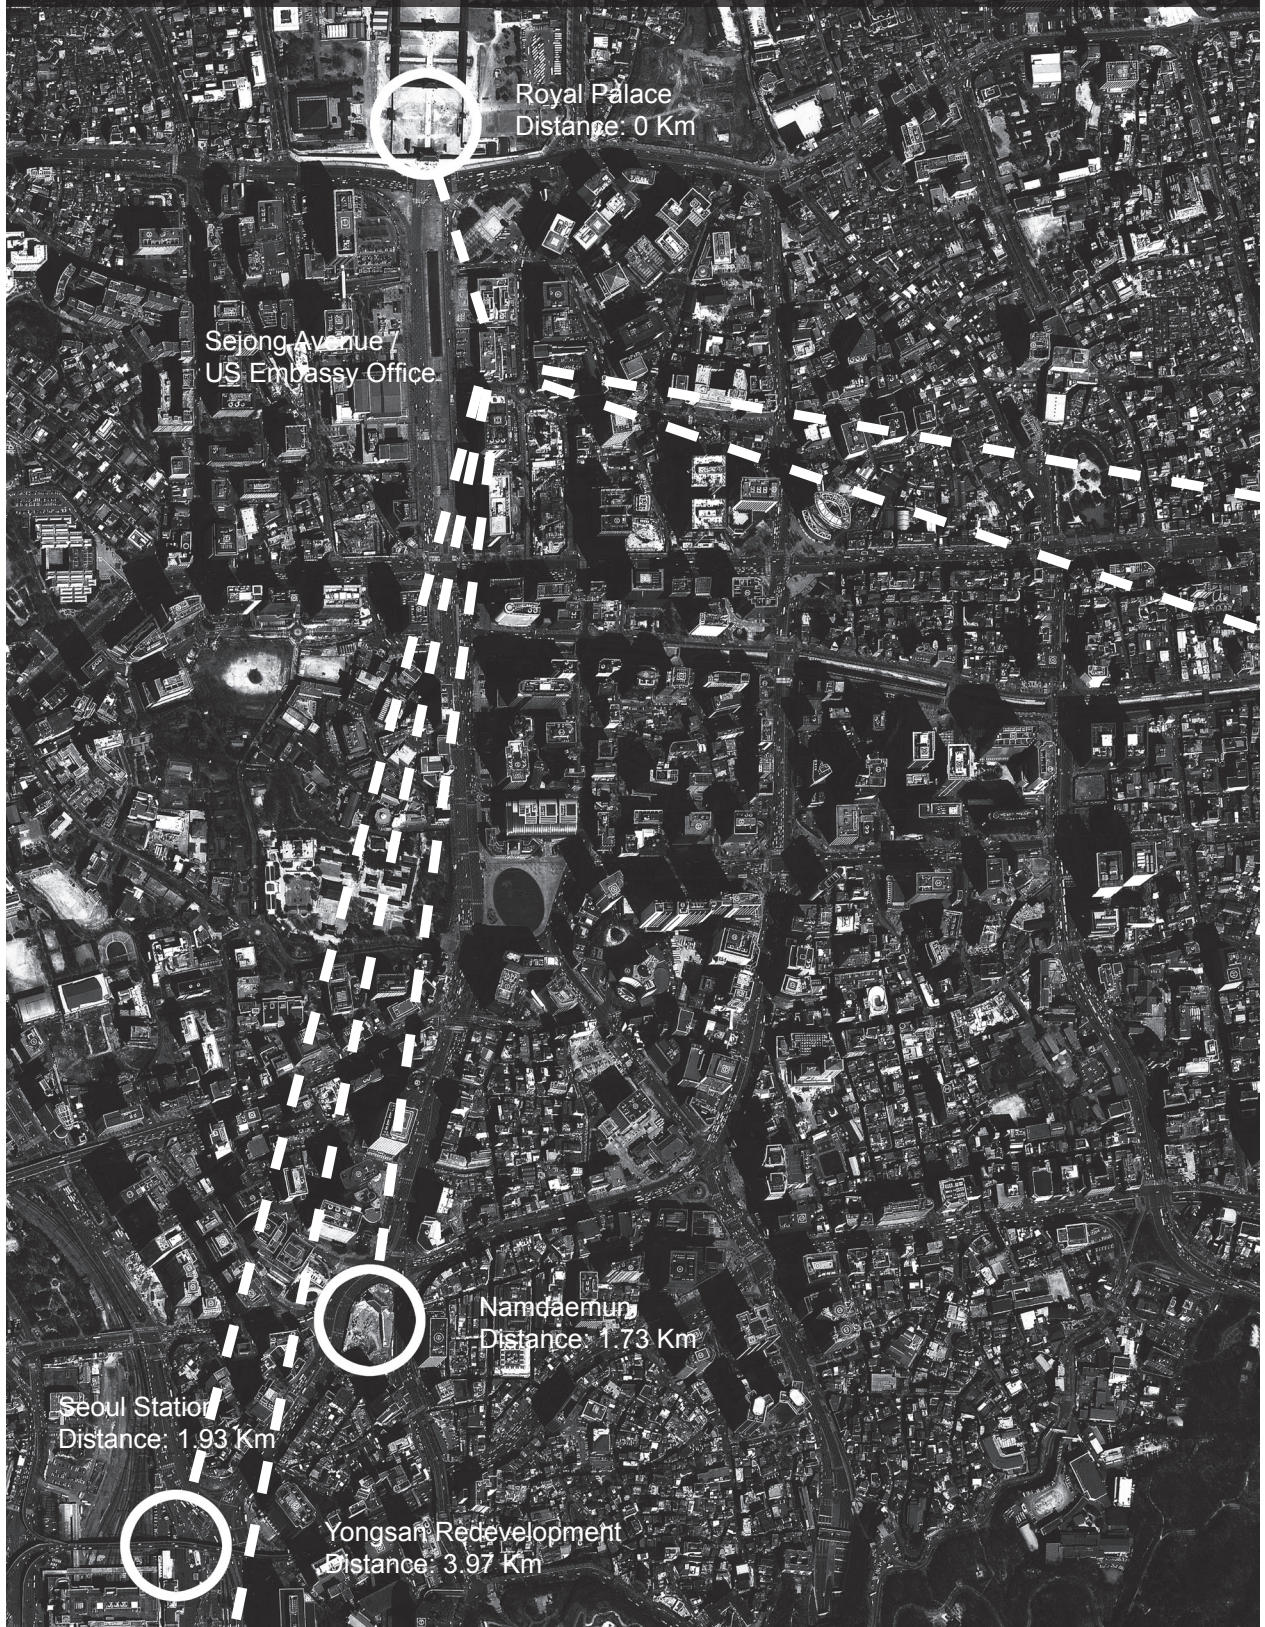 Royal Palace
Distance: 0 Km
Sejong Avenue /
US Embassy Office
Namdaemun
Distance: 1.73 Km
Seoul Station
Distance: 1.93 Km
Yongsan Redevelopment
Distance: 3.97 Km